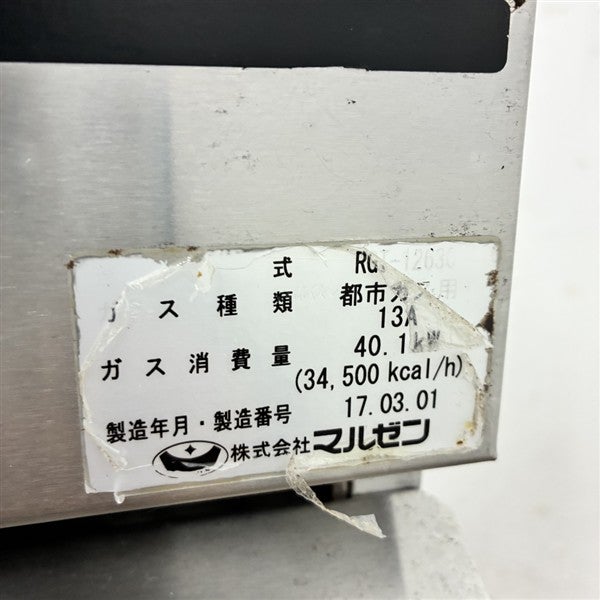 式
ガス種類 都市ガス用
13A
ガス消費量 40.1kW
(34,500 kcal/h)
製造年月・製造番号 17.03.01
株式会社マルゼン